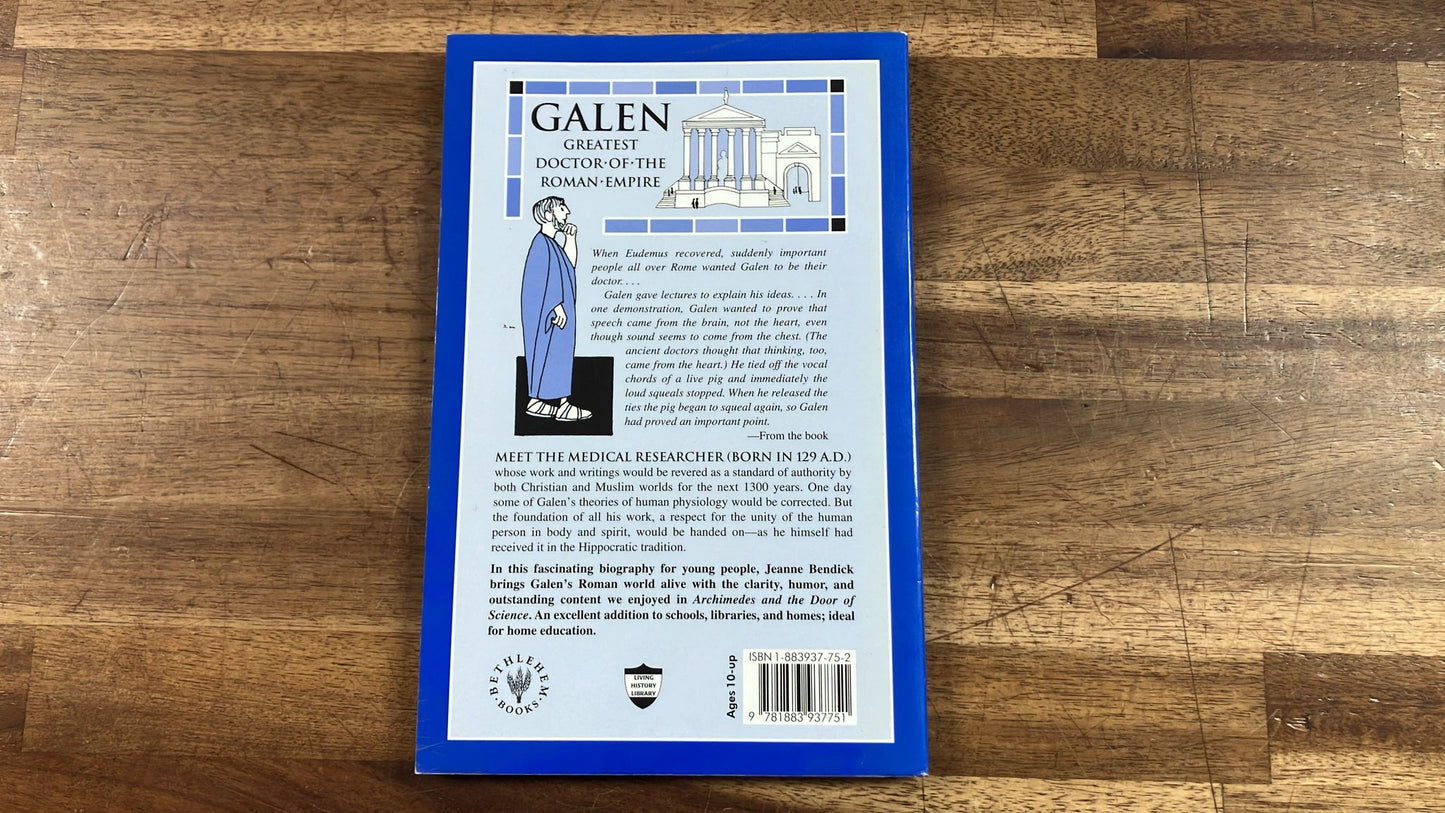 GALEN
GREATEST
DOCTOR·OF·THE
ROMAN·EMPIRE
When Eudemus recovered, suddenly important
people all over Rome wanted Galen to be their
doctor. . . .
Galen gave lectures to explain his ideas. . . . In
one demonstration, Galen wanted to prove that
speech came from the brain, not the heart, even
though sound seems to come from the chest. (The
ancient doctors thought that thinking, too,
came from the heart.) He tied off the vocal
chords of a live pig and immediately the
loud squeals stopped. When he released the
ties the pig began to squeal again, so Galen
had proved an important point.
—From the book
MEET THE MEDICAL RESEARCHER (BORN IN 129 A.D.)
whose work and writings would be revered as a standard of authority by
both Christian and Muslim worlds for the next 1300 years. One day
some of Galen's theories of human physiology would be corrected. But
the foundation of all his work, a respect for the unity of the human
person in body and spirit, would be handed on—as he himself had
received it in the Hippocratic tradition.
In this fascinating biography for young people, Jeanne Bendick
brings Galen's Roman world alive with the clarity, humor, and
outstanding content we enjoyed in Archimedes and the Door of
Science. An excellent addition to schools, libraries, and homes; ideal
for home education.
BETHLEHEM
·BOOKS·
LIVING
HISTORY
LIBRARY
Ages 10-up
ISBN 1-883937-75-2
9 781883 937751